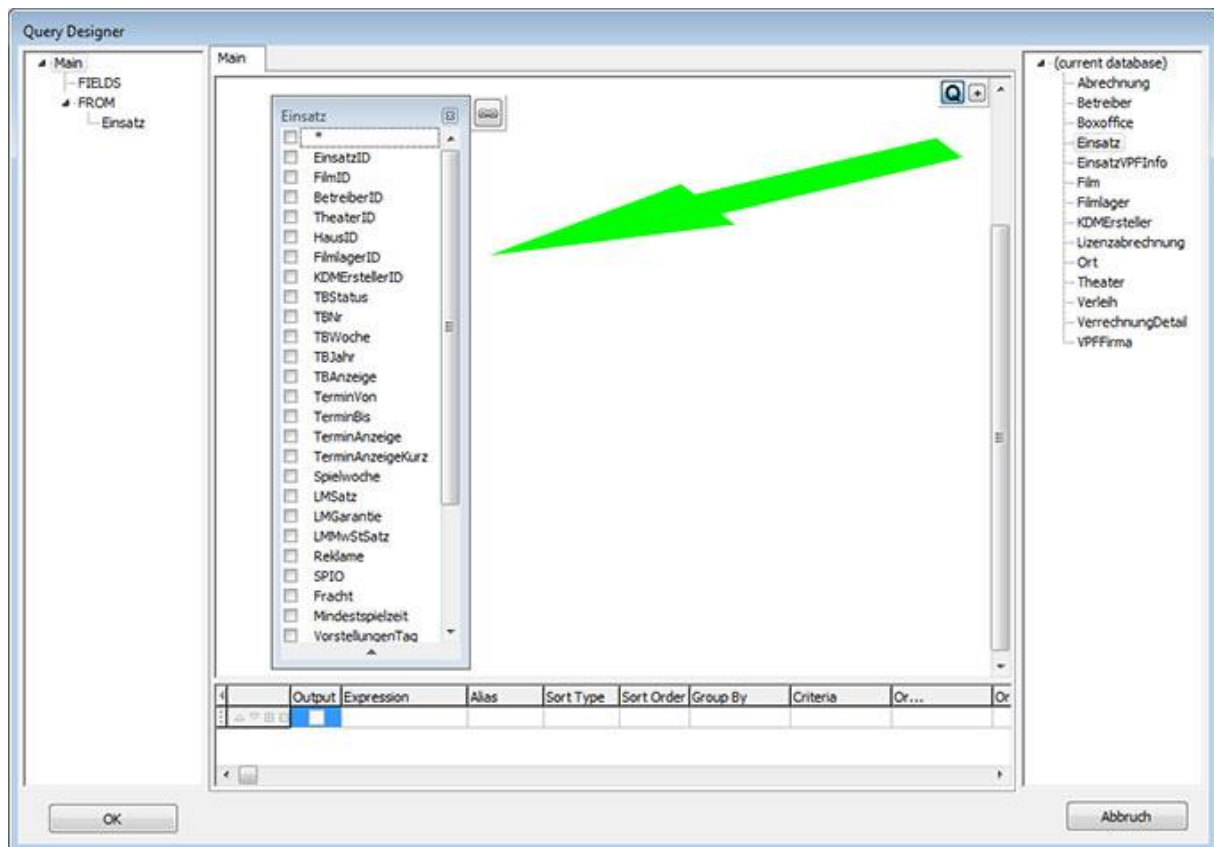 Query Designer
Main
FIELDS
FROM
Einsatz
Main
Q
Einsatz
*
EinsatzID
FilmID
BetreiberID
TheaterID
HausID
FilmlagerID
KDMErstellerID
TBStatus
TBNr
TBWoche
TBJahr
TBAnzeige
TerminVon
TerminBis
TerminAnzeige
TerminAnzeigeKurz
Spielwoche
LMSatz
LMGarantie
LMMwStSatz
Reklame
SPIO
Fracht
Mindestspielzeit
VorstellungenTag
Output Expression Alias Sort Type Sort Order Group By Criteria Or... Or
(current database)
Abrechnung
Betreiber
Boxoffice
Einsatz
EinsatzVPFInfo
Film
Filmlager
KDMErsteller
Lizenzabrechnung
Ort
Theater
Verleih
VerrechnungDetail
VPFFirma
OK
Abbruch